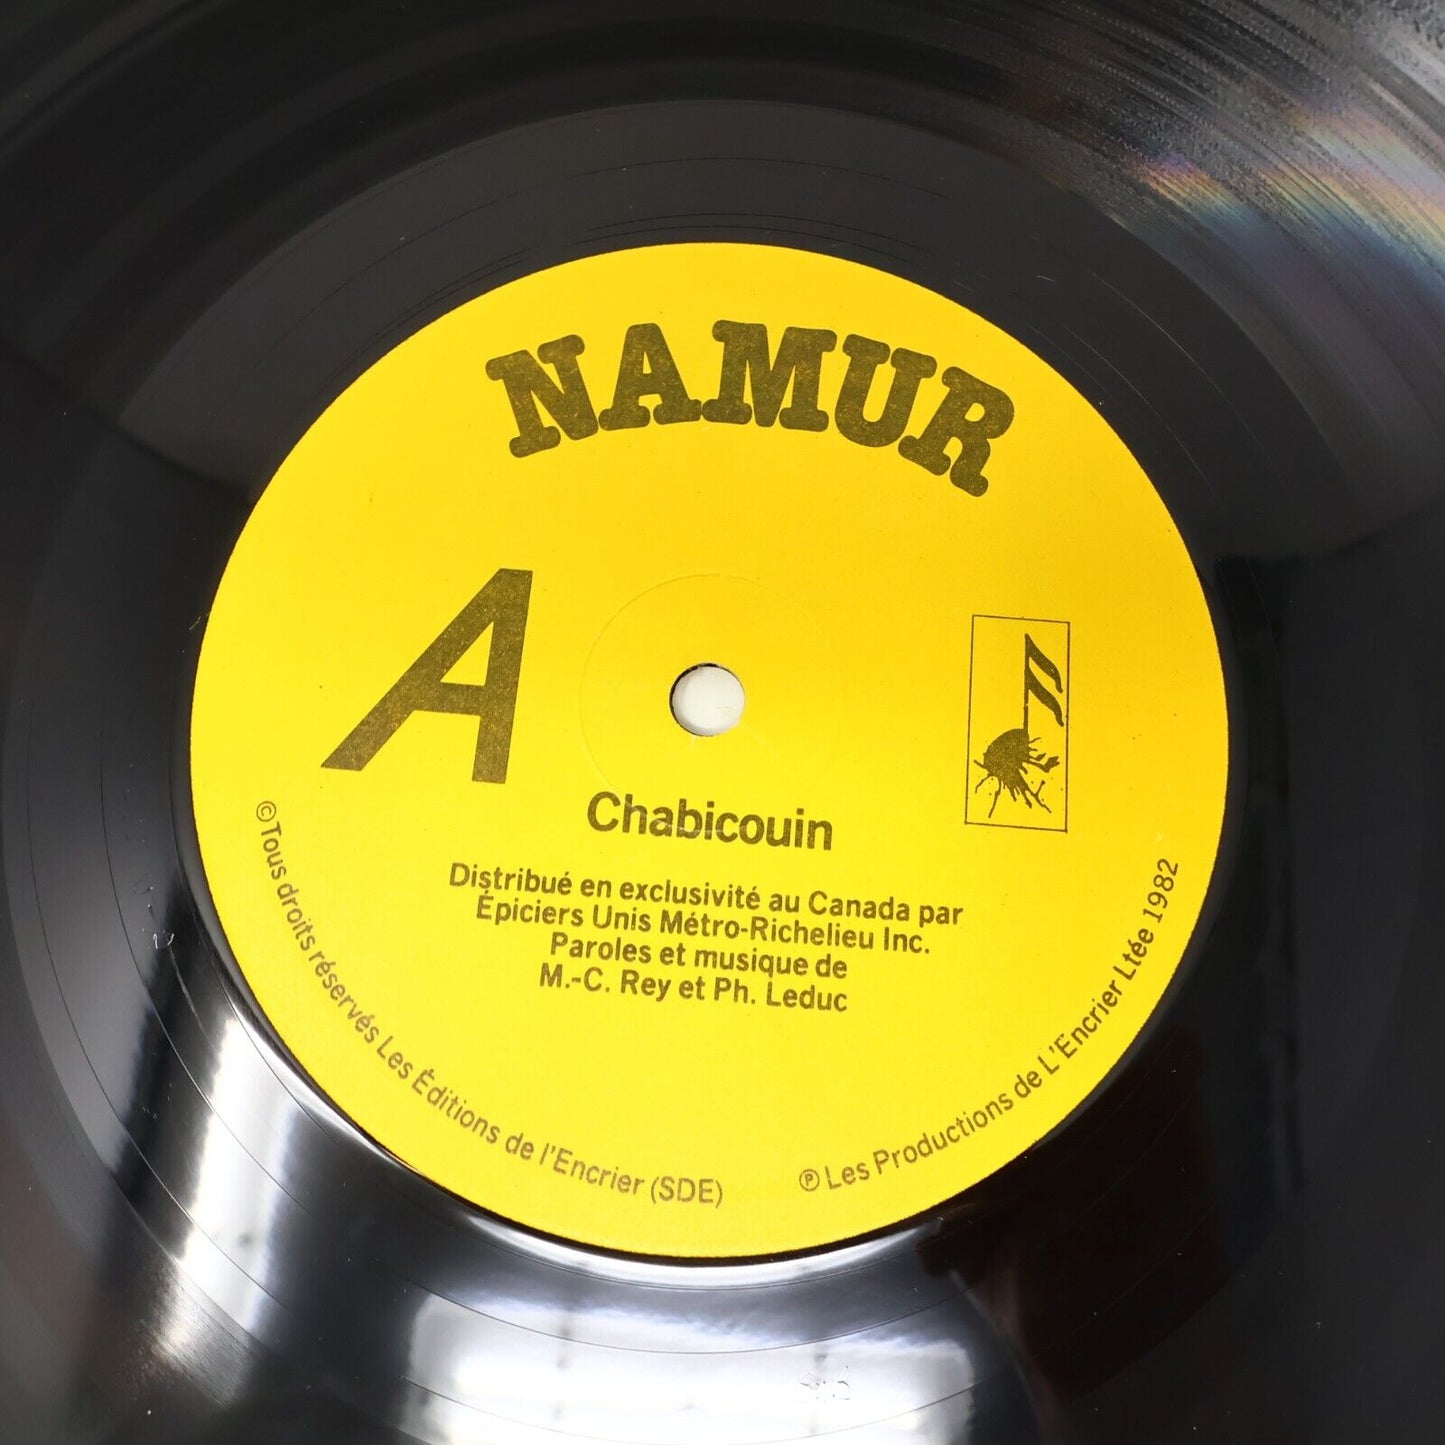 NAMUR
A
Chabicouin
Distribué en exclusivité au Canada par
Épiciers Unis Métro-Richelieu Inc.
Paroles et musique de
M.-C. Rey et Ph. Leduc
©Tous droits réservés Les Éditions de l'Encrier (SDE)
℗ Les Productions de L'Encrier Ltée 1982